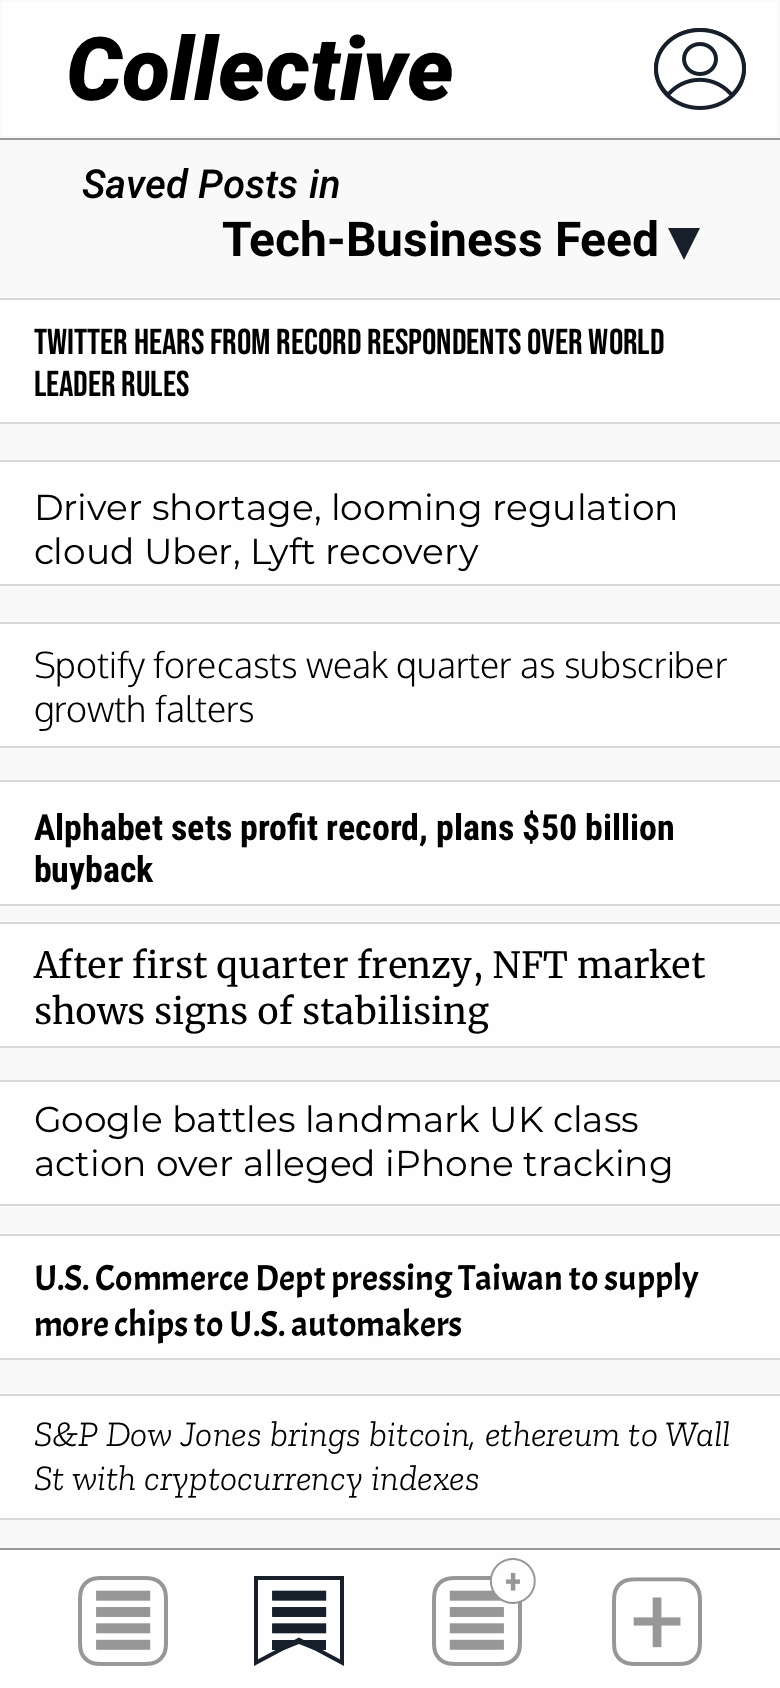 Collective
Saved Posts in
Tech-Business Feed
TWITTER HEARS FROM RECORD RESPONDENTS OVER WORLD
LEADER RULES
Driver shortage, looming regulation
cloud Uber, Lyft recovery
Spotify forecasts weak quarter as subscriber
growth falters
Alphabet sets profit record, plans $50 billion
buyback
After first quarter frenzy, NFT market
shows signs of stabilising
Google battles landmark UK class
action over alleged iPhone tracking
U.S. Commerce Dept pressing Taiwan to supply
more chips to U.S. automakers
S&P Dow Jones brings bitcoin, ethereum to Wall
St with cryptocurrency indexes